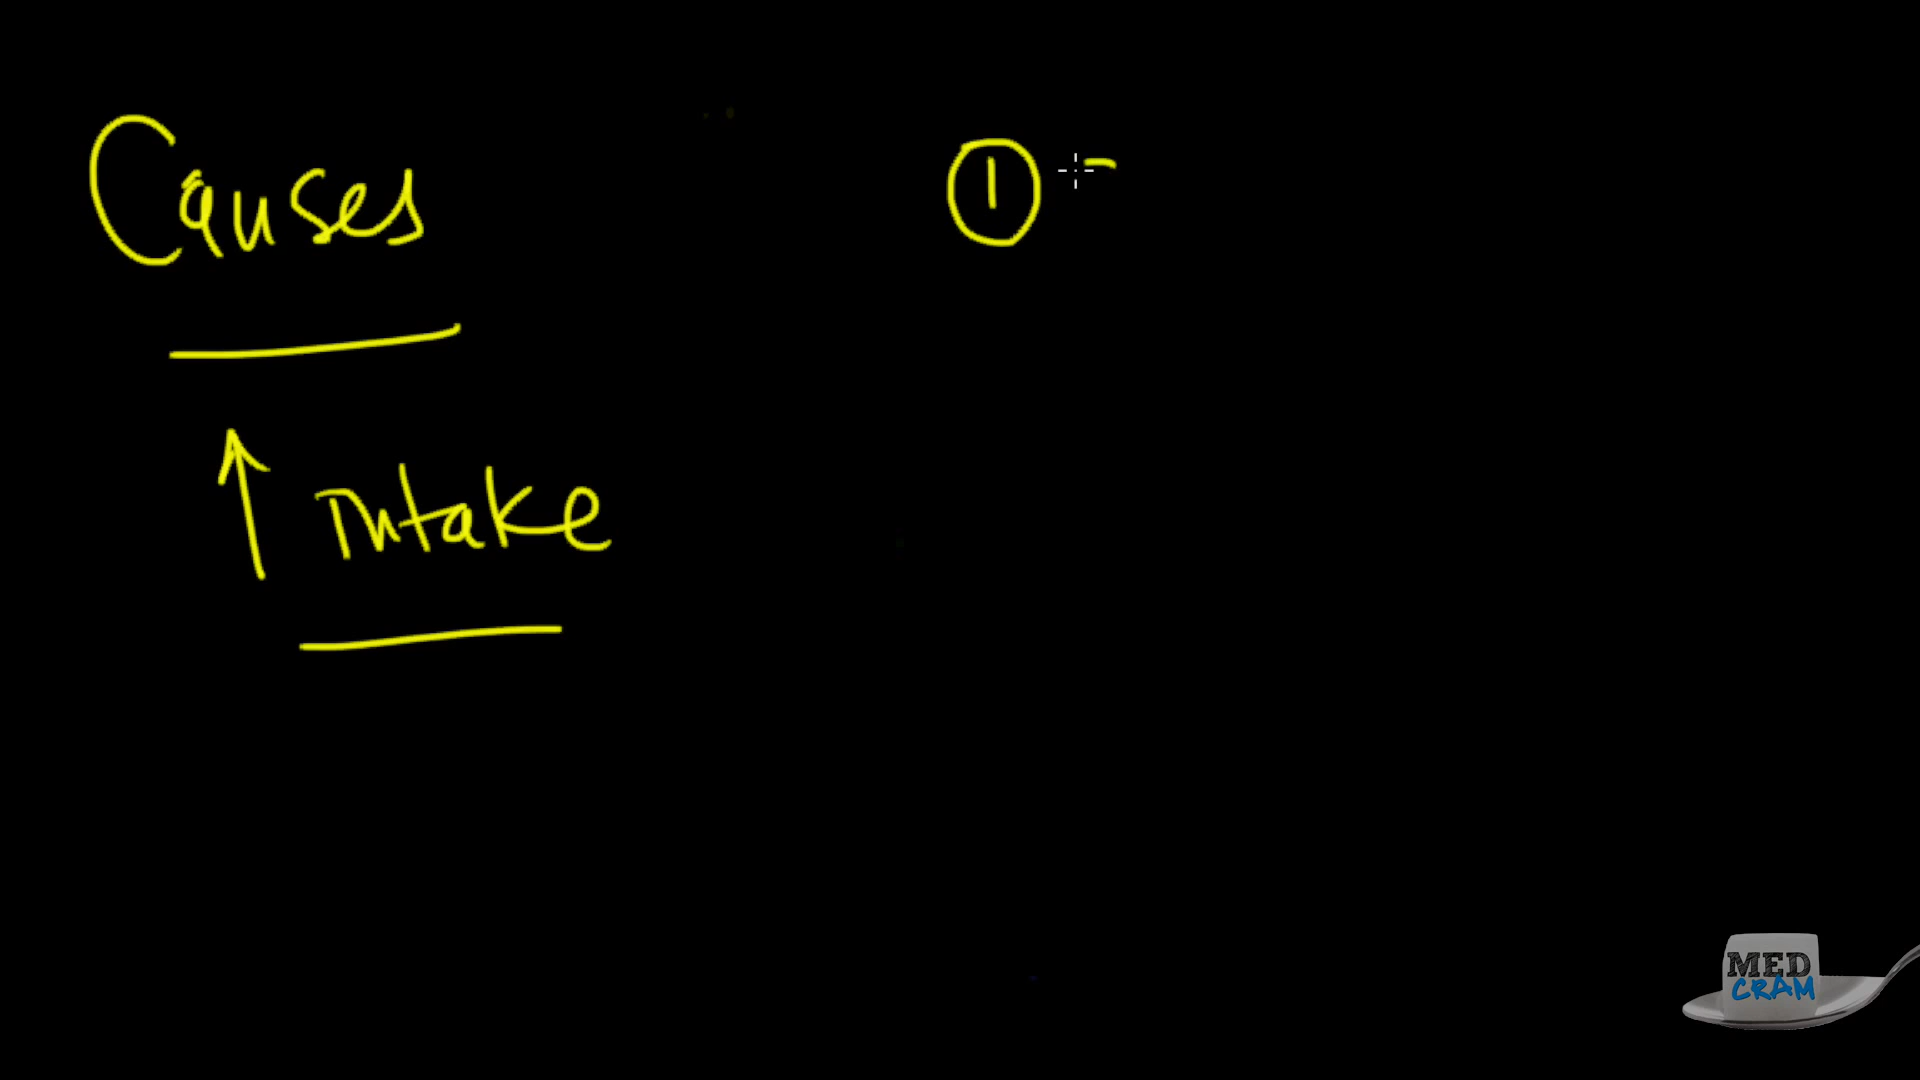 Causes
①
↑ intake
MED
CRAM